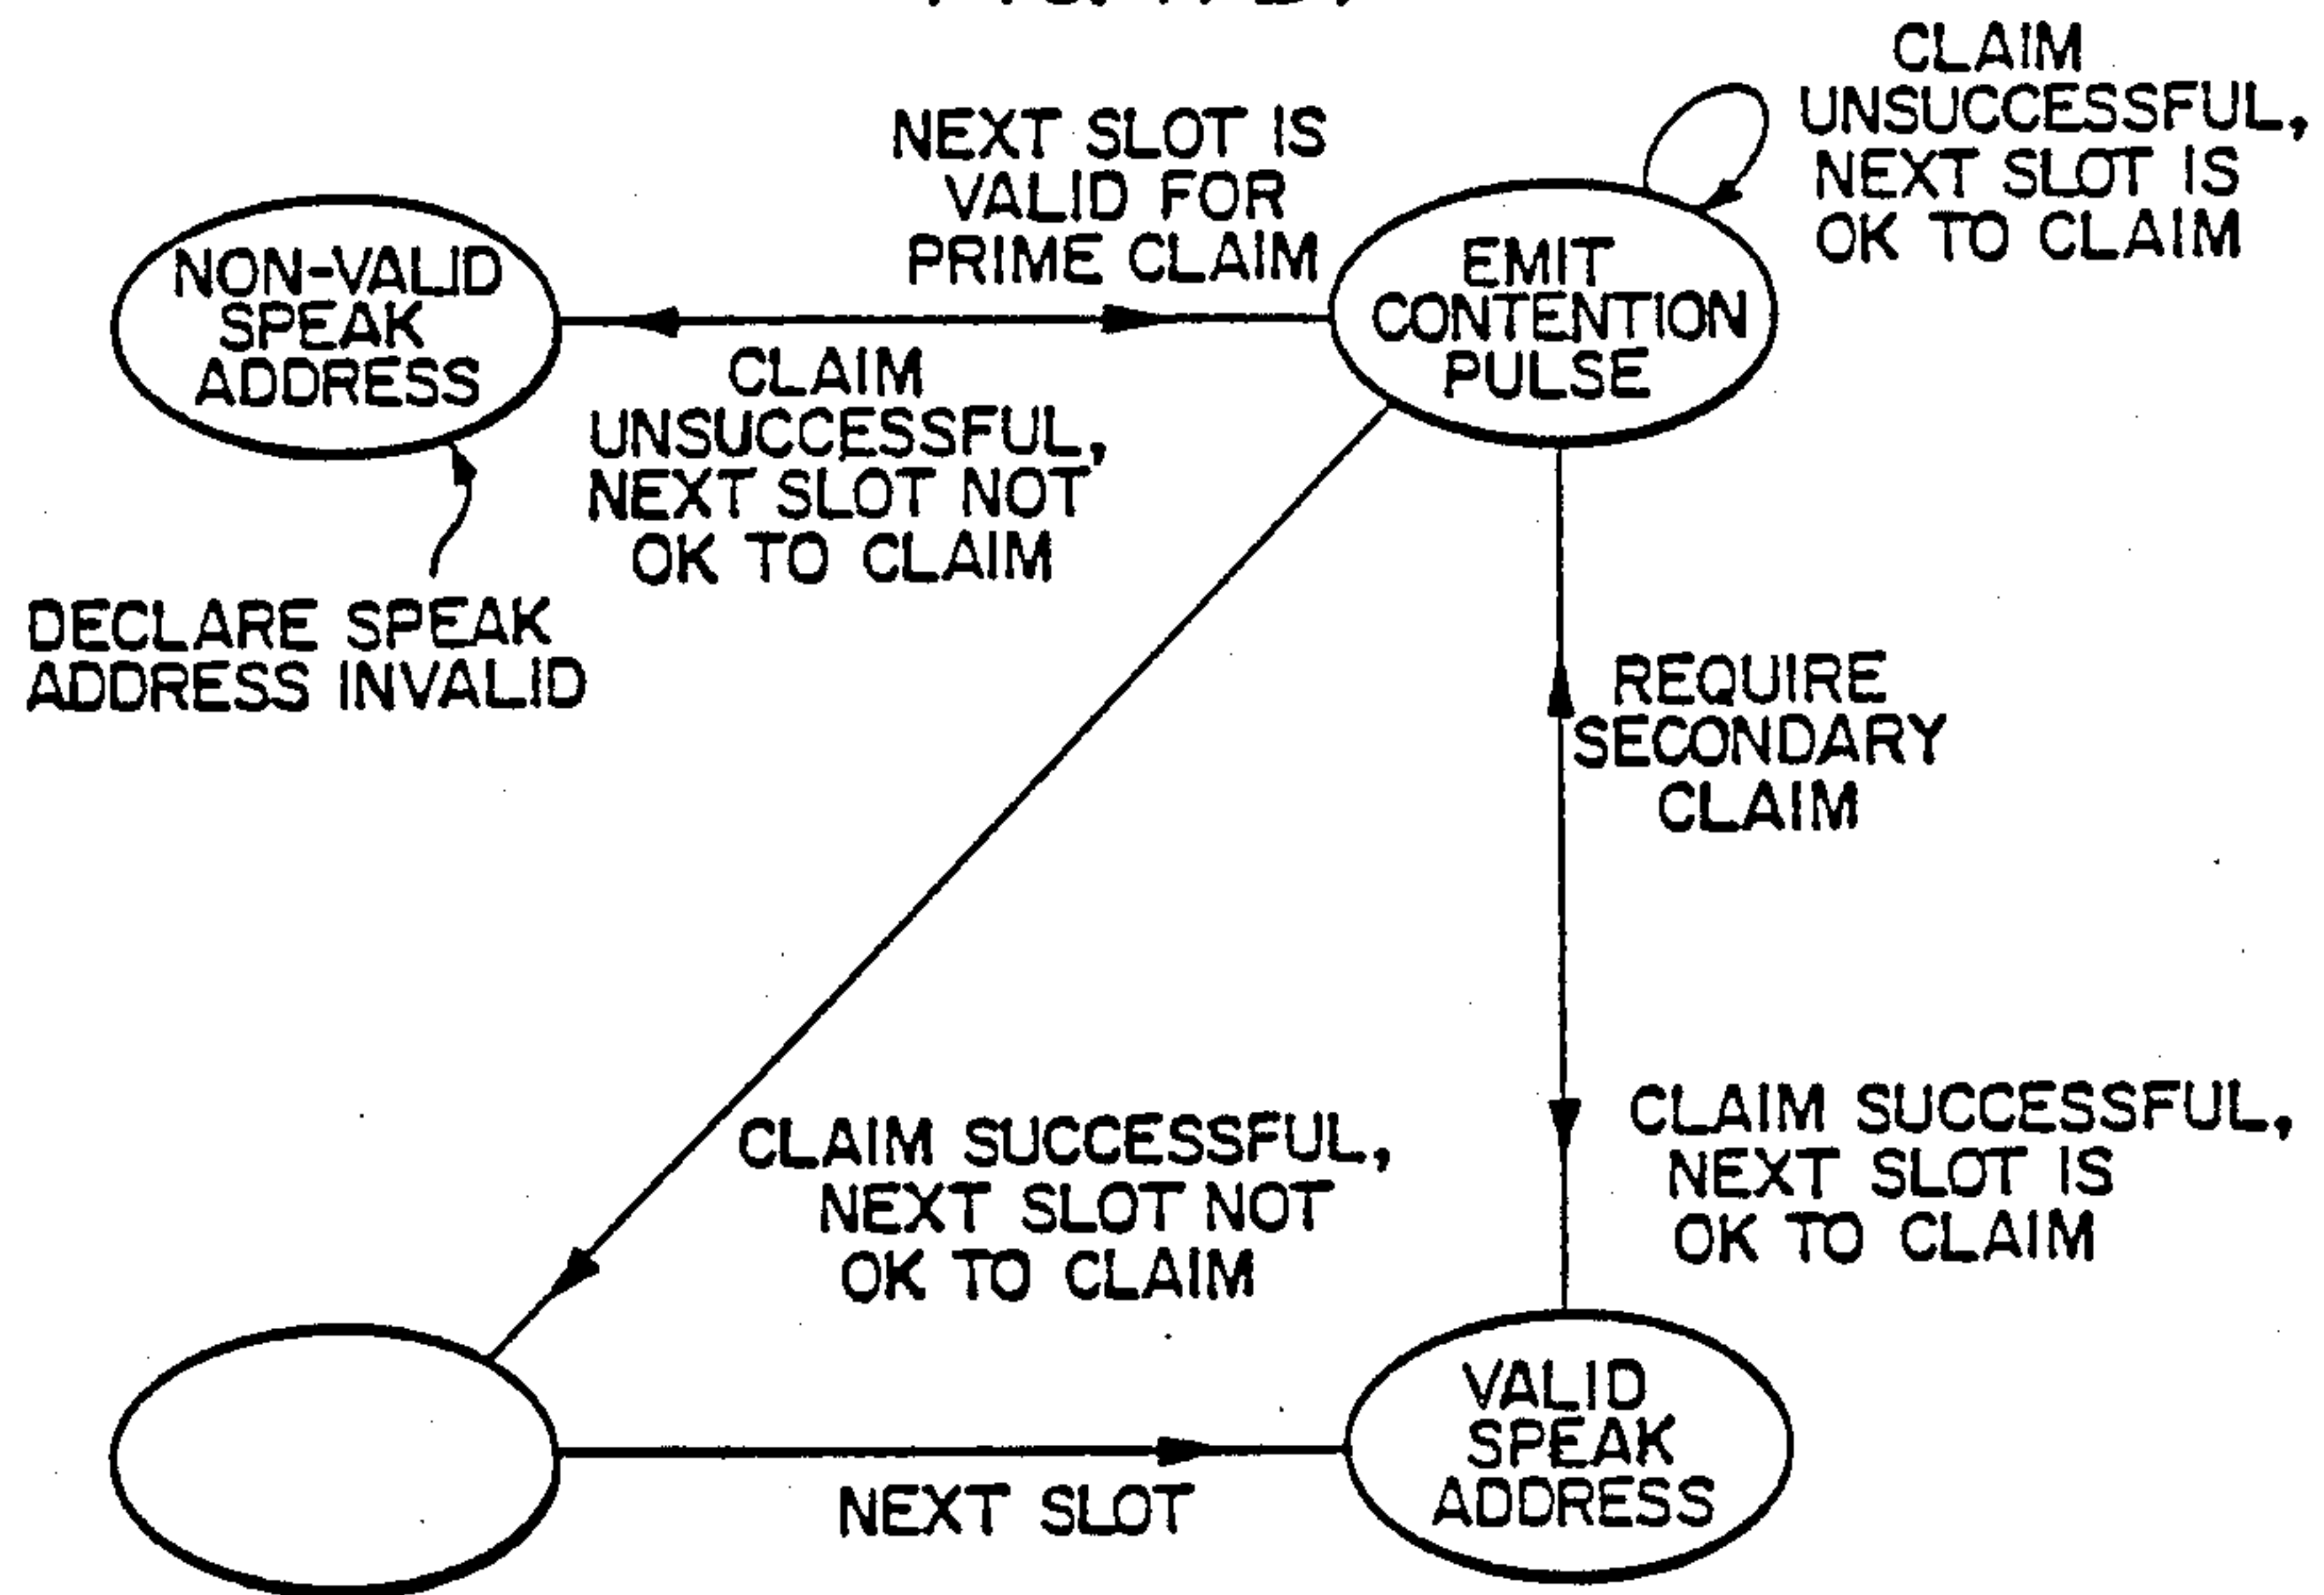 CLAIM
UNSUCCESSFUL,
NEXT SLOT IS
OK TO CLAIM
NEXT SLOT IS
VALID FOR
PRIME CLAIM
NON-VALID
SPEAK
ADDRESS
EMIT
CONTENTION
PULSE
CLAIM
UNSUCCESSFUL,
NEXT SLOT NOT
OK TO CLAIM
DECLARE SPEAK
ADDRESS INVALID
REQUIRE
SECONDARY
CLAIM
CLAIM SUCCESSFUL,
NEXT SLOT NOT
OK TO CLAIM
CLAIM SUCCESSFUL,
NEXT SLOT IS
OK TO CLAIM
VALID
SPEAK
ADDRESS
NEXT SLOT